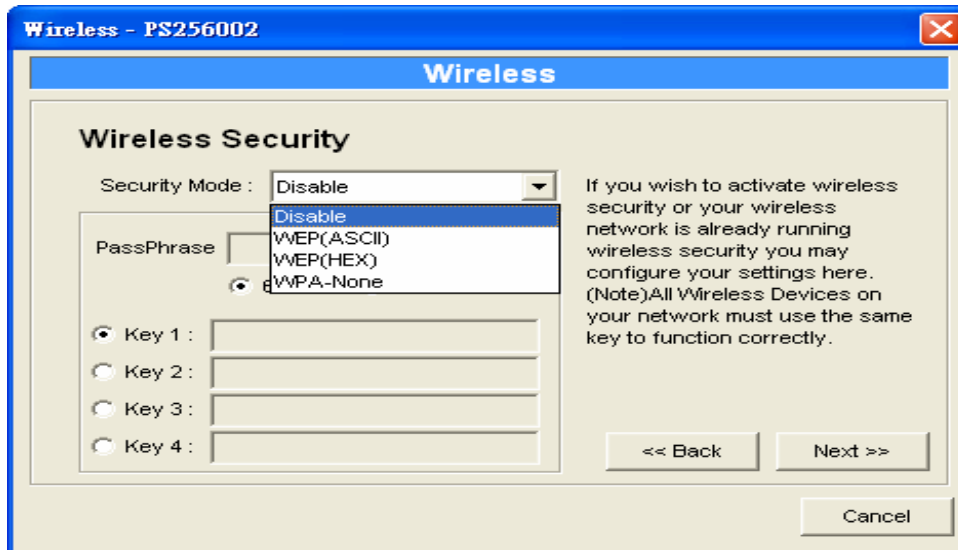 Wireless - PS256002
Wireless
Wireless Security
Security Mode : Disable
Disable
WEP(ASCII)
WEP(HEX)
WPA-None
PassPhrase
Key 1 :
Key 2 :
Key 3 :
Key 4 :
If you wish to activate wireless
security or your wireless
network is already running
wireless security you may
configure your settings here.
(Note)All Wireless Devices on
your network must use the same
key to function correctly.
<< Back
Next >>
Cancel